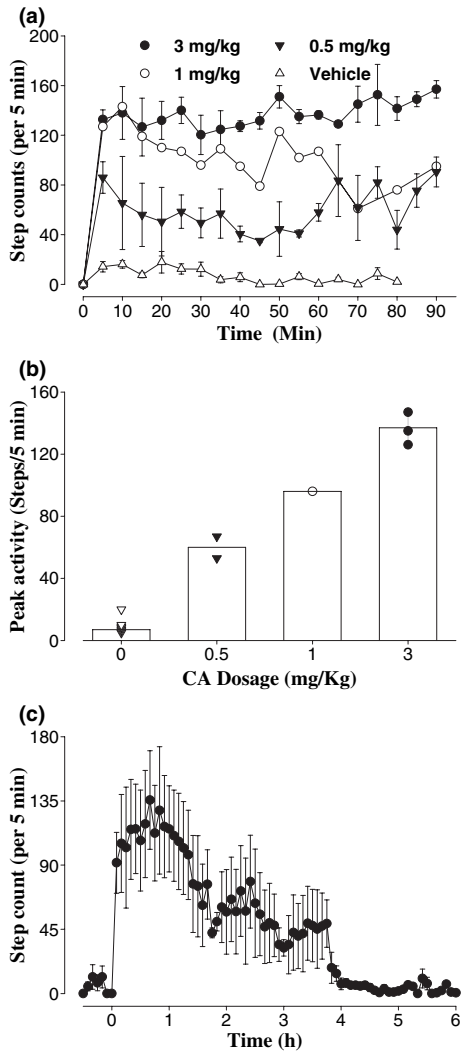 (a)
200
3 mg/kg 0.5 mg/kg
1 mg/kg Vehicle
160
120
80
40
0
Step counts (per 5 min)
0 10 20 30 40 50 60 70 80 90
Time (Min)
(b)
160
120
80
40
0
Peak activity (Steps/5 min)
0 0.5 1 3
CA Dosage (mg/Kg)
(c)
180
135
90
45
0
Step count (per 5 min)
0 1 2 3 4 5 6
Time (h)